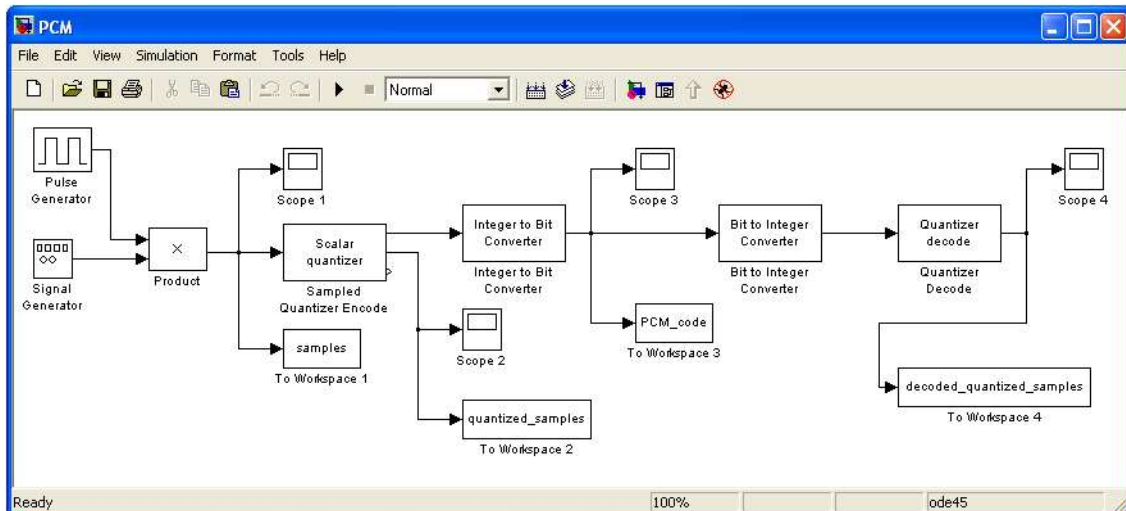 PCM
File Edit View Simulation Format Tools Help
Normal
Pulse
Generator
Scope 1
Scope 3
Scope 4
Signal
Generator
×
Product
Scalar
quantizer
Sampled
Quantizer Encode
Integer to Bit
Converter
Integer to Bit
Converter
Bit to Integer
Converter
Bit to Integer
Converter
Quantizer
decode
Quantizer
Decode
samples
To Workspace 1
Scope 2
PCM_code
To Workspace 3
quantized_samples
To Workspace 2
decoded_quantized_samples
To Workspace 4
Ready 100% ode45